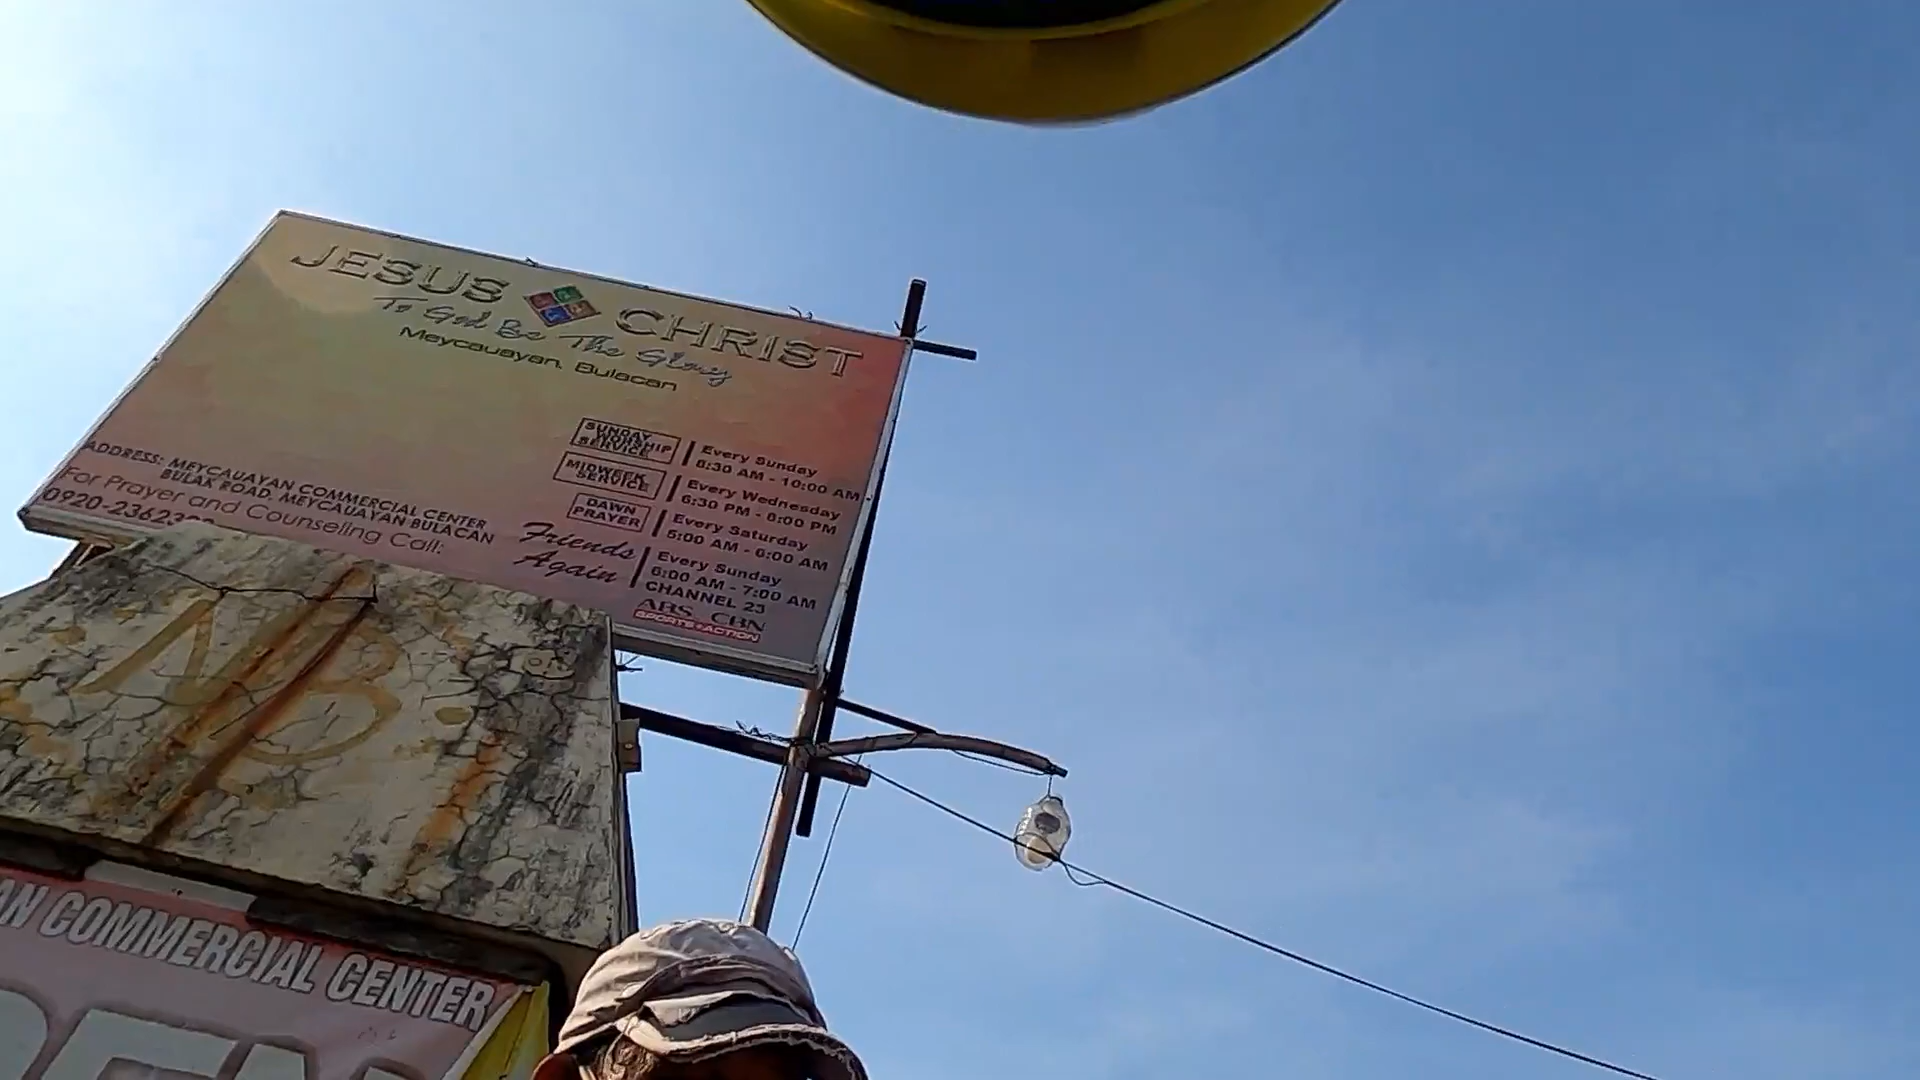 JESUS CHRIST
To God Be The Glory
Meycauayan, Bulacan
SUNDAY
WORSHIP
SERVICE
Every Sunday
8:30 AM - 10:00 AM
MIDWEEK
SERVICE
Every Wednesday
6:30 PM - 8:00 PM
DAWN
PRAYER
Every Saturday
5:00 AM - 6:00 AM
Friends
Again
Every Sunday
6:00 AM - 7:00 AM
CHANNEL 23
ABS CBN
SPORTS+ACTION
ADDRESS: MEYCAUAYAN COMMERCIAL CENTER
BULAK ROAD, MEYCAUAYAN BULACAN
For Prayer and Counseling Call:
0920-2362
NB
AN COMMERCIAL CENTER